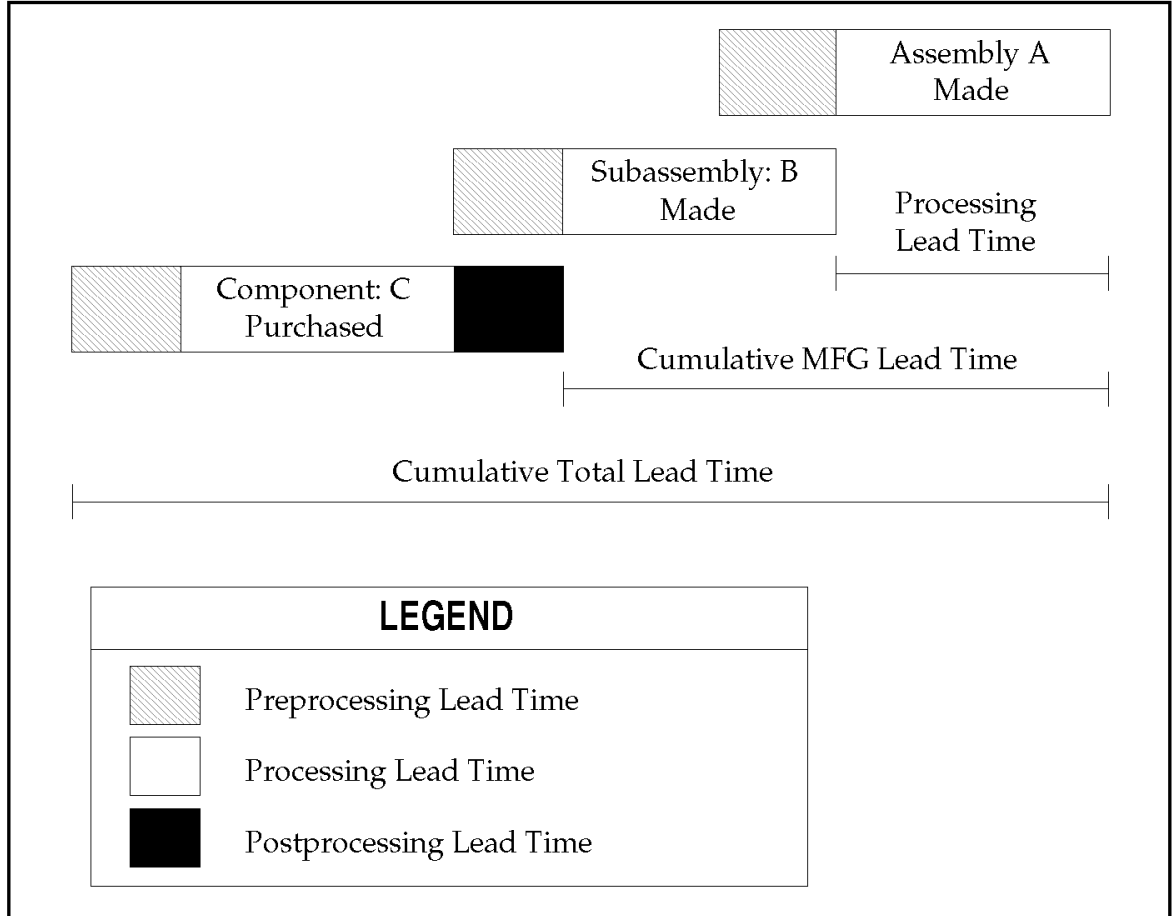 Assembly A
Made
Subassembly: B
Made
Processing
Lead Time
Component: C
Purchased
Cumulative MFG Lead Time
Cumulative Total Lead Time
LEGEND
Preprocessing Lead Time
Processing Lead Time
Postprocessing Lead Time